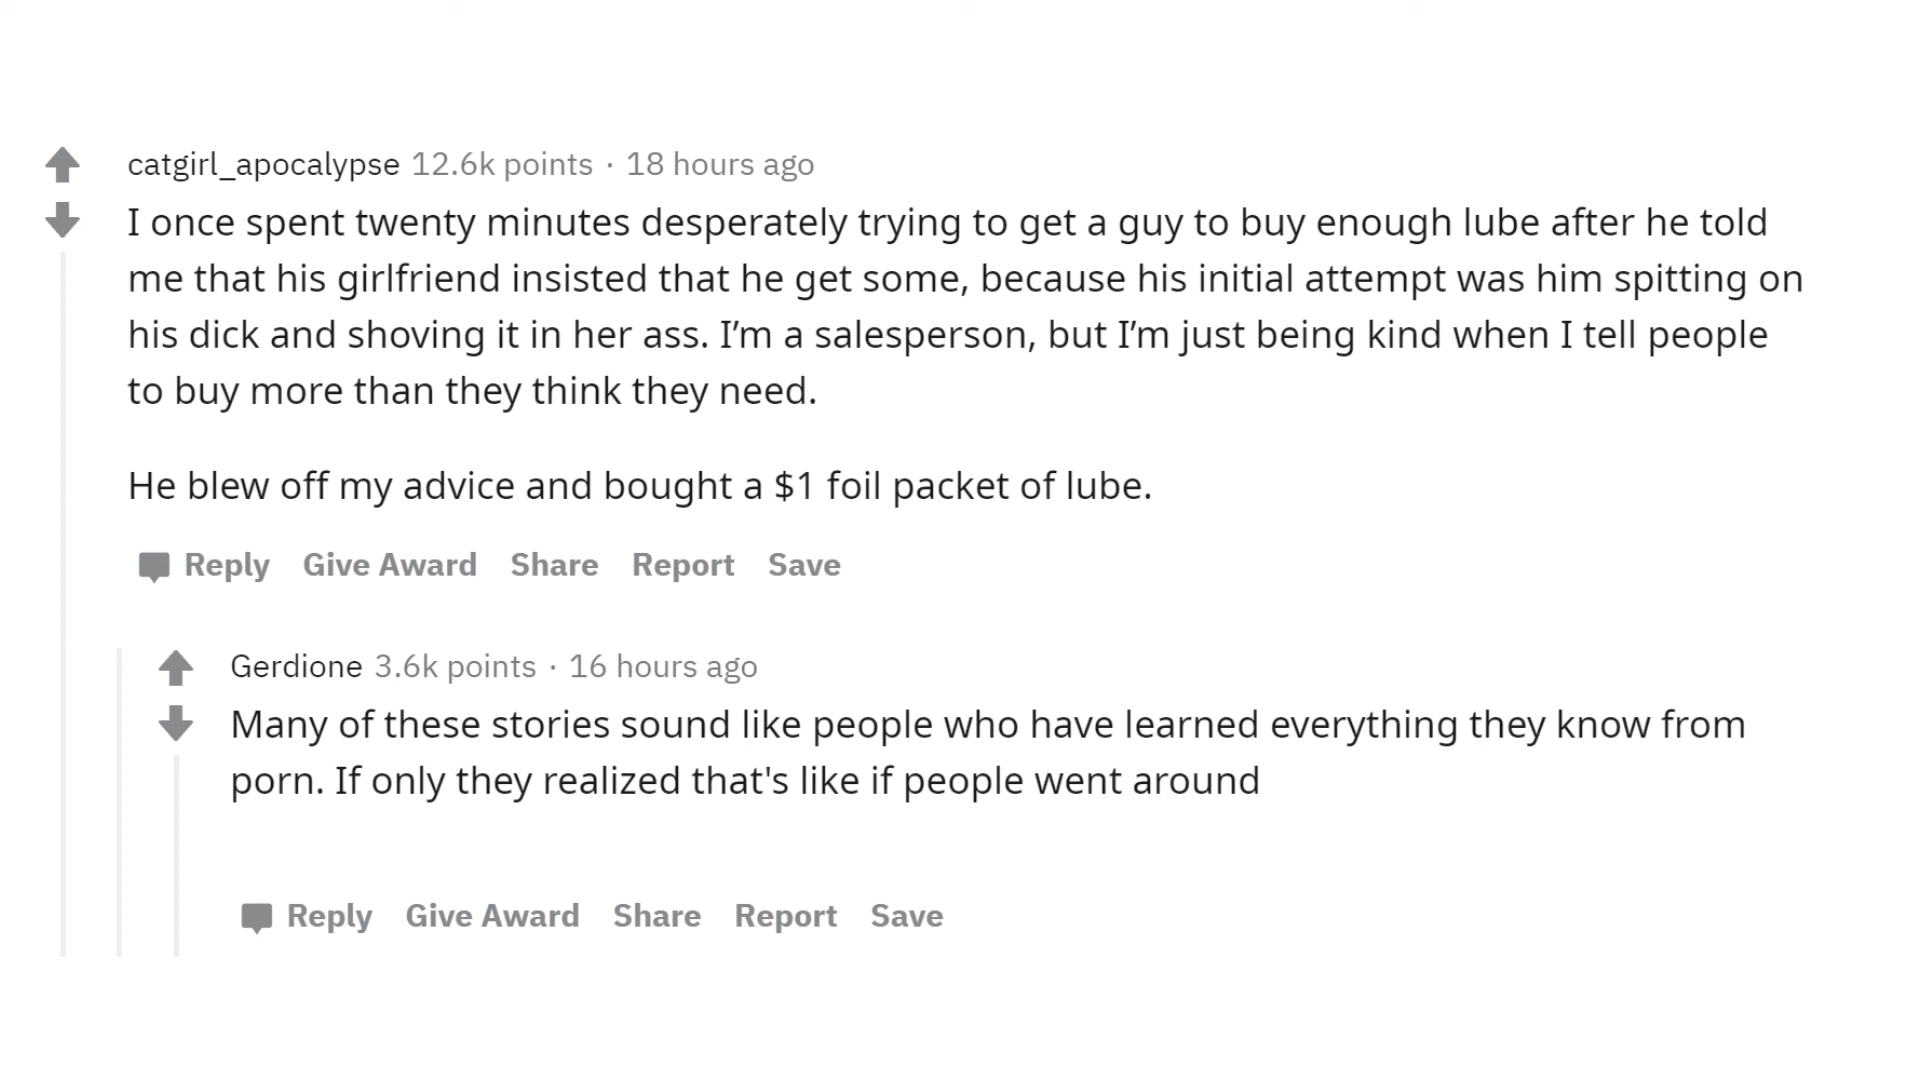 catgirl_apocalypse 12.6k points · 18 hours ago
I once spent twenty minutes desperately trying to get a guy to buy enough lube after he told
me that his girlfriend insisted that he get some, because his initial attempt was him spitting on
his dick and shoving it in her ass. I’m a salesperson, but I’m just being kind when I tell people
to buy more than they think they need.
He blew off my advice and bought a $1 foil packet of lube.
Reply Give Award Share Report Save
Gerdione 3.6k points · 16 hours ago
Many of these stories sound like people who have learned everything they know from
porn. If only they realized that's like if people went around
Reply Give Award Share Report Save